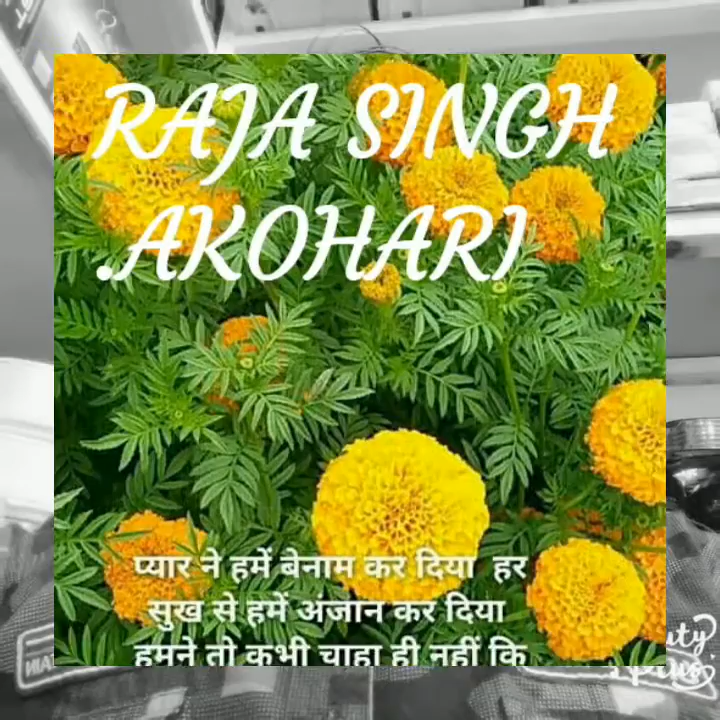 RAJA SINGH
.AKOHARI
प्यार ने हमें बेनाम कर दिया हर
सुख से हमें अंजान कर दिया
हमने तो कभी चाहा ही नहीं कि